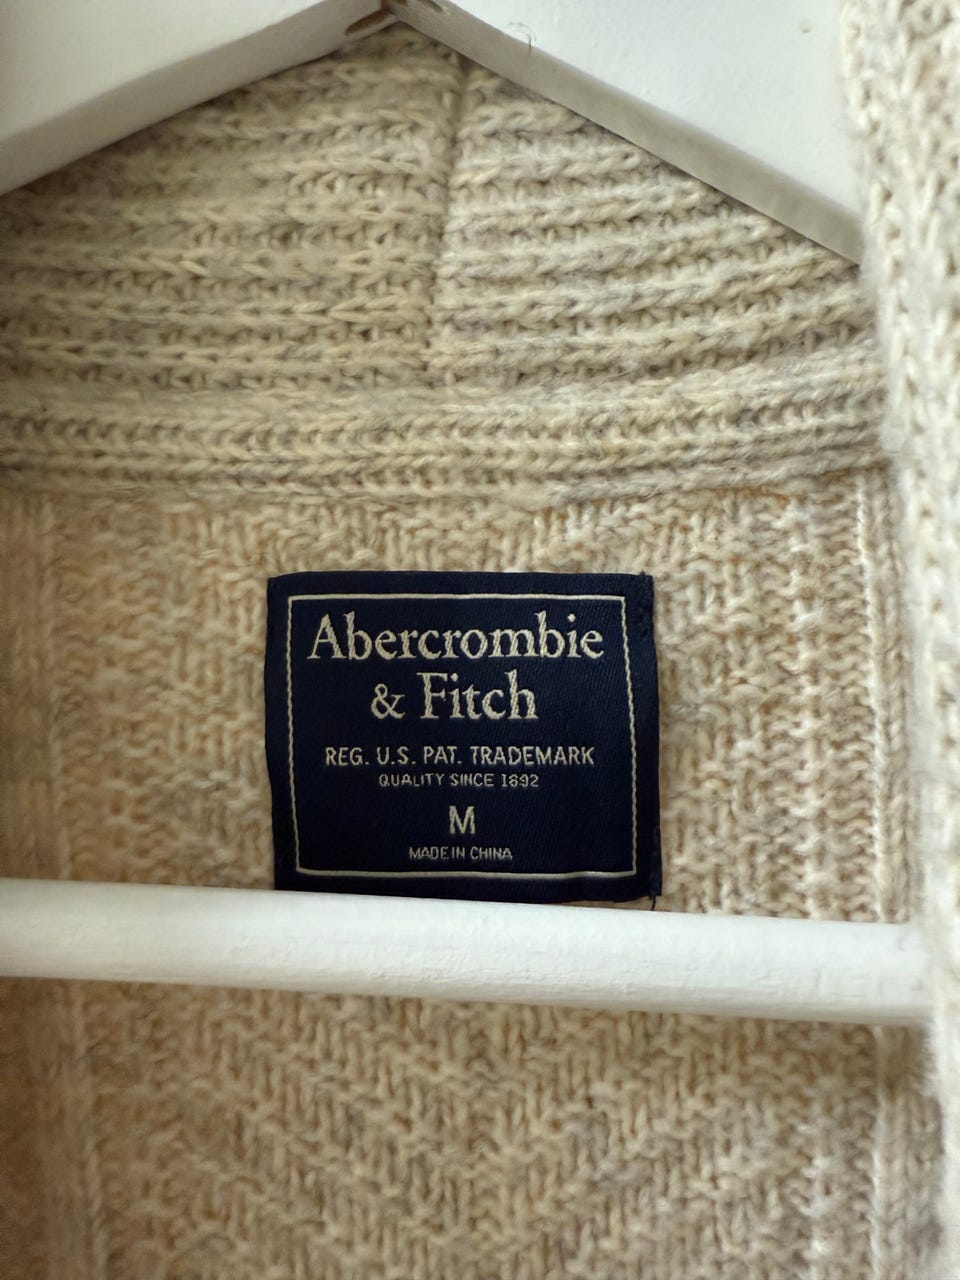 Abercrombie
& Fitch
REG. U.S. PAT. TRADEMARK
QUALITY SINCE 1892
M
MADE IN CHINA